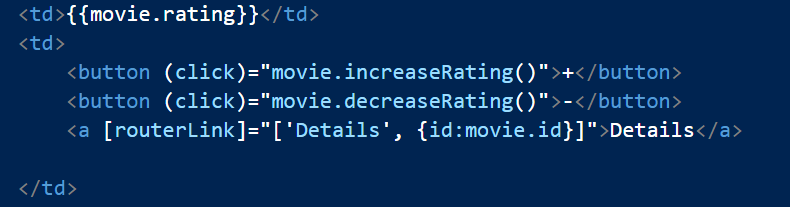 <td>{{movie.rating}}</td>
<td>
<button (click)="movie.increaseRating()">+</button>
<button (click)="movie.decreaseRating()">-</button>
<a [routerLink]="['Details', {id:movie.id}]">Details</a>
</td>